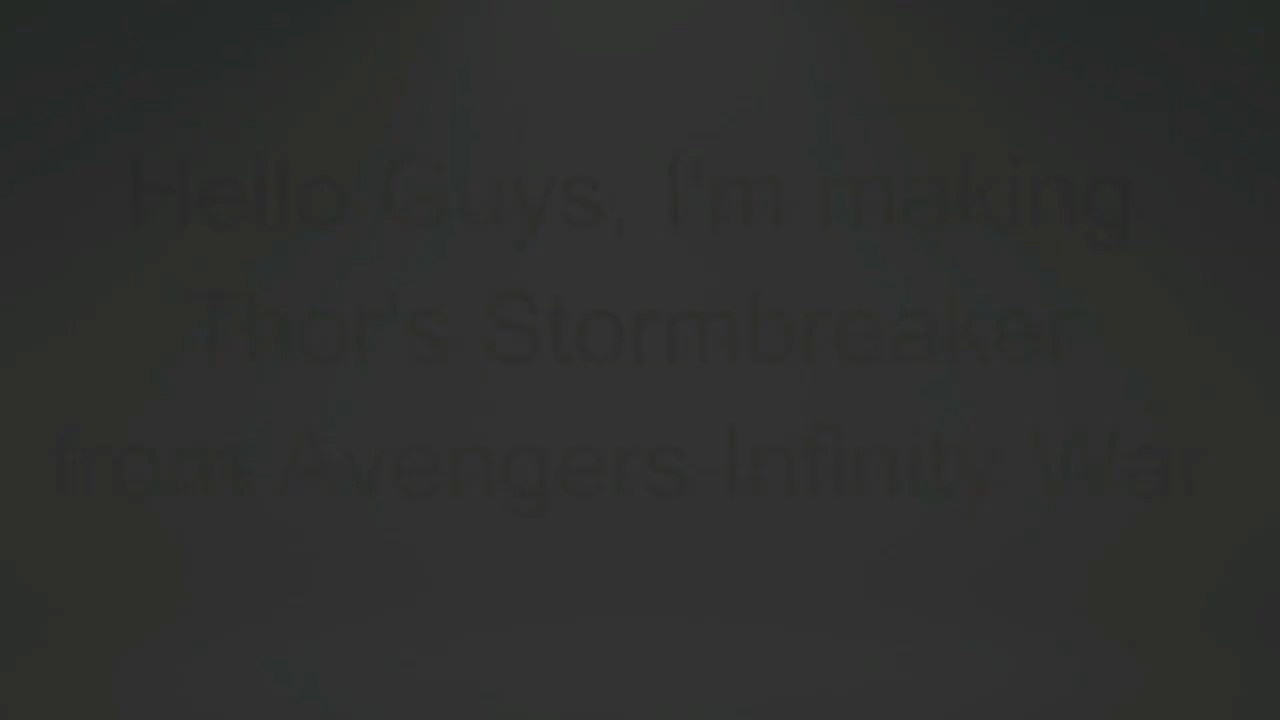 Hello Guys, I'm making
Thor's Stormbreaker
from Avengers-Infinity War